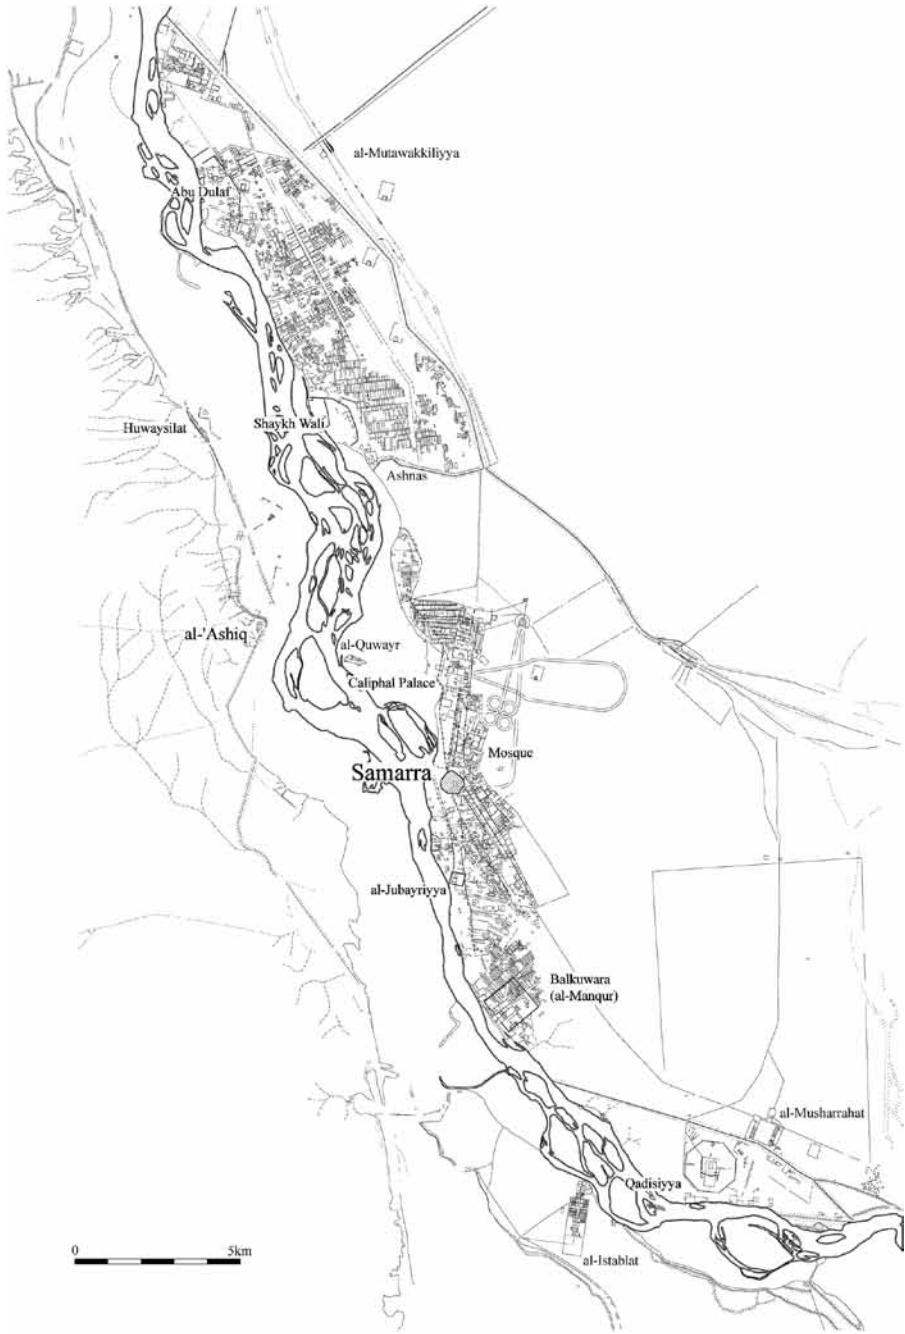 al-Mutawakkiliyya
Abu Dulaf
Shaykh Wali
Huwaysilat
Ashnas
al-'Ashiq
al-Quwayr
Caliphal Palace
Mosque
Samarra
al-Jubayriyya
Balkuwara
(al-Manqur)
al-Musharrahat
Qadisiyya
0 5km
al-Istablat